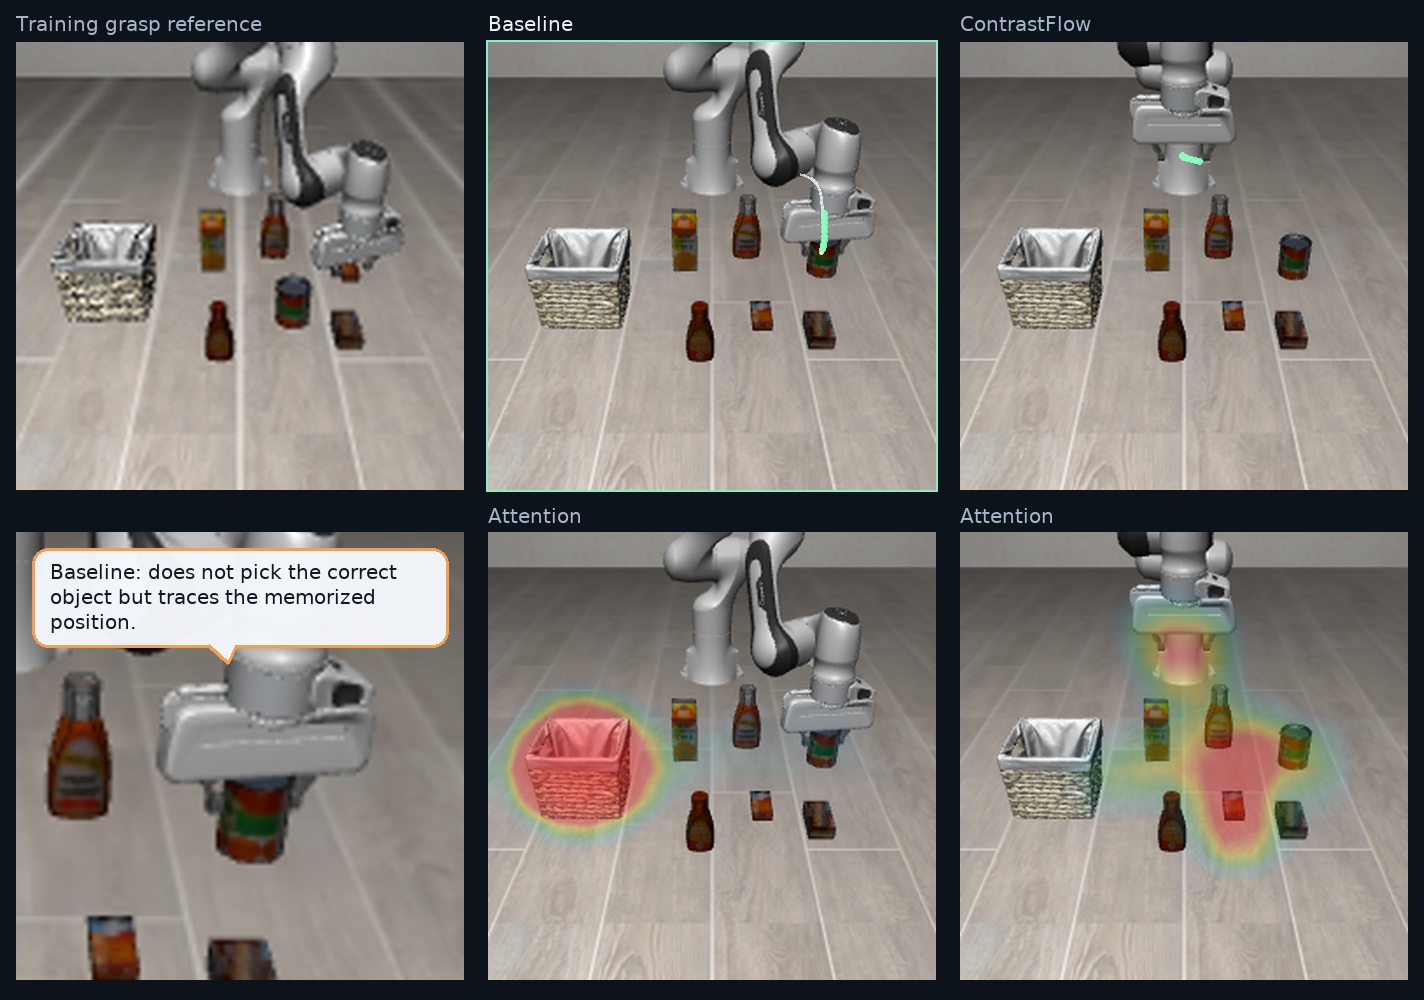 Training grasp reference
Baseline
ContrastFlow
Attention
Attention
Baseline: does not pick the correct
object but traces the memorized
position.